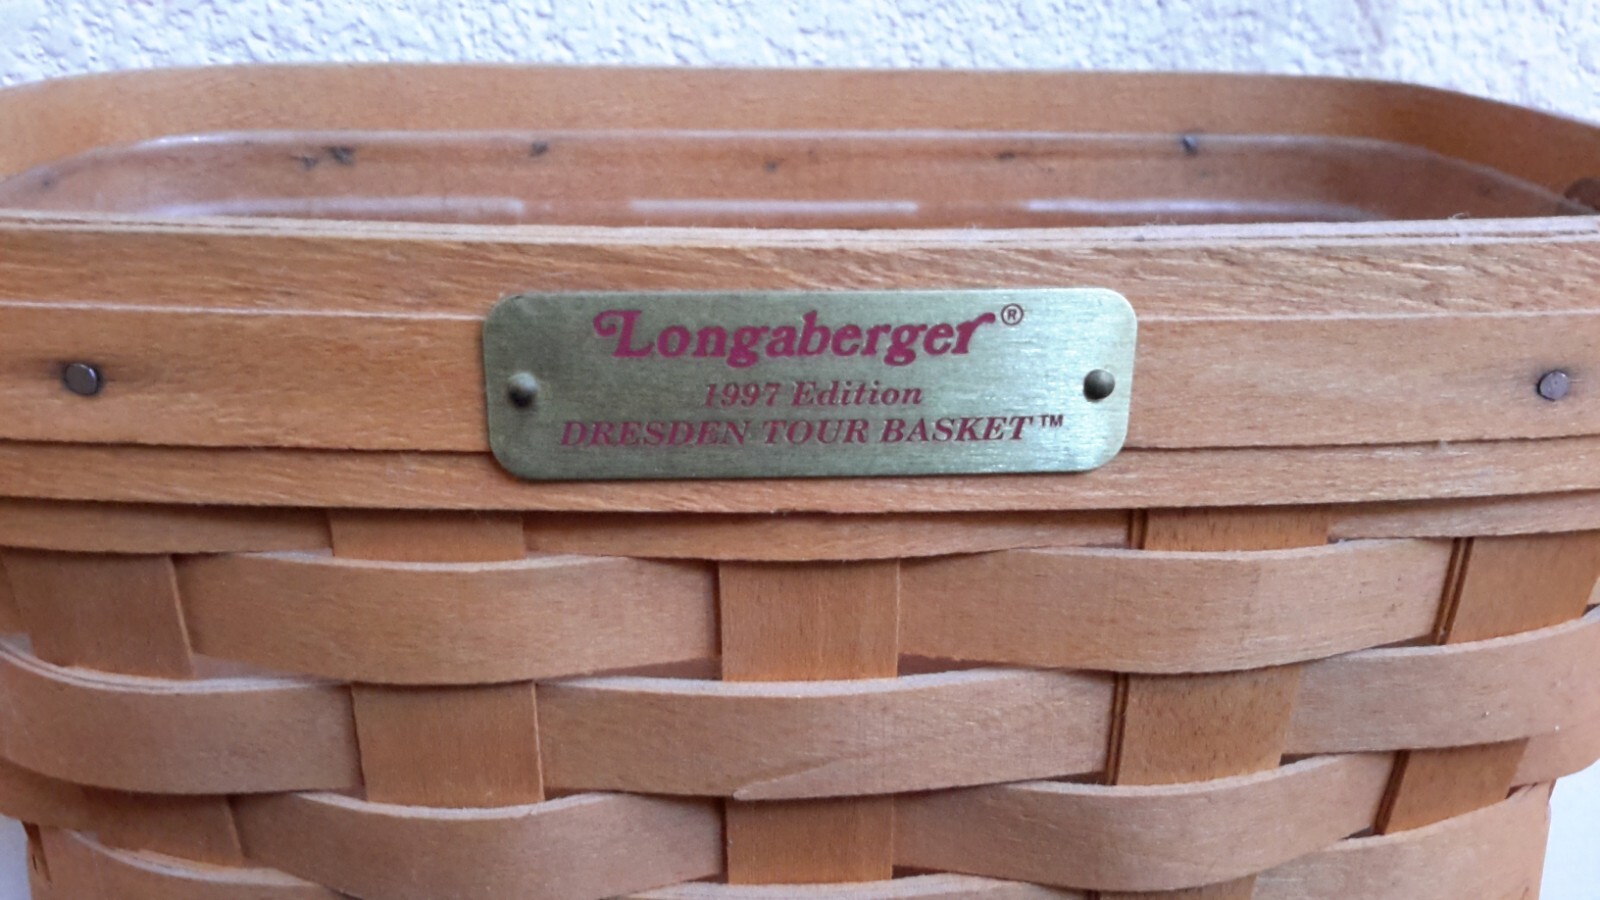 Longaberger®
1997 Edition
DRESDEN TOUR BASKET™